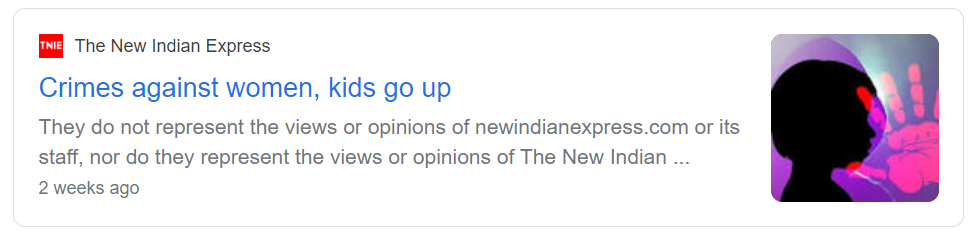 TNIE The New Indian Express
Crimes against women, kids go up
They do not represent the views or opinions of newindianexpress.com or its
staff, nor do they represent the views or opinions of The New Indian ...
2 weeks ago